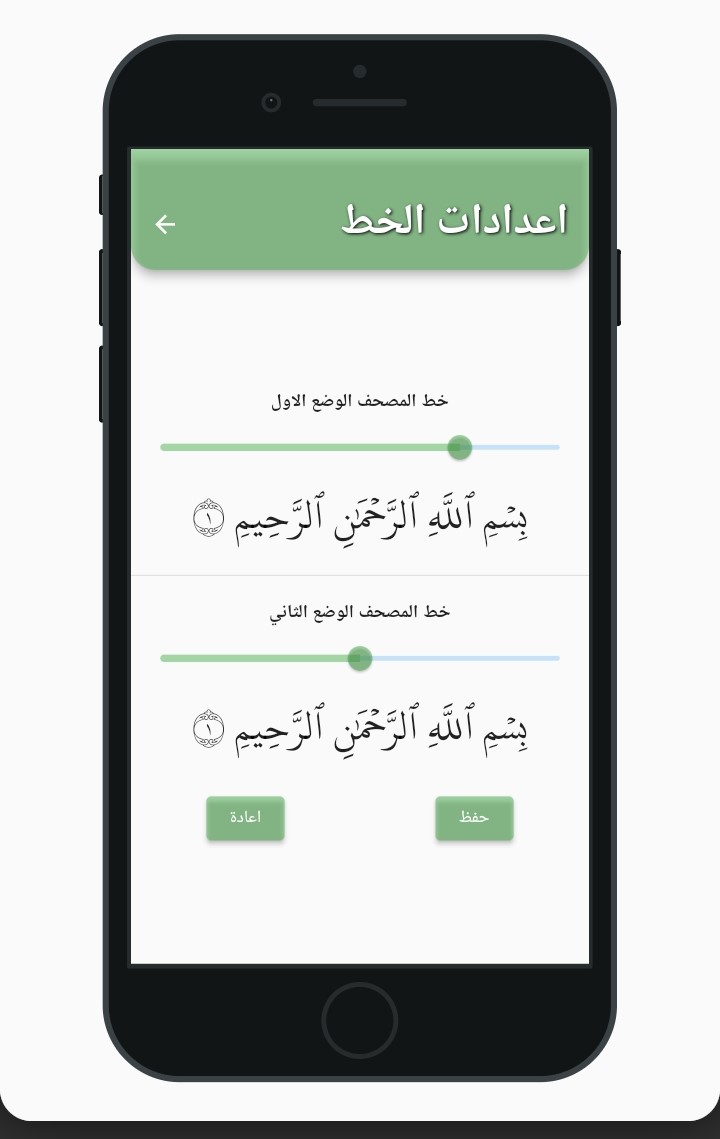 اعدادات الخط
خط المصحف الوضع الاول
بِسۡمِ ٱللَّهِ ٱلرَّحۡمَٰنِ ٱلرَّحِيمِ ١
خط المصحف الوضع الثاني
بِسۡمِ ٱللَّهِ ٱلرَّحۡمَٰنِ ٱلرَّحِيمِ ١
حفظ
اعادة